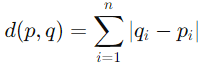 d(p, q) = \sum_{i=1}^{n} |q_i - p_i|